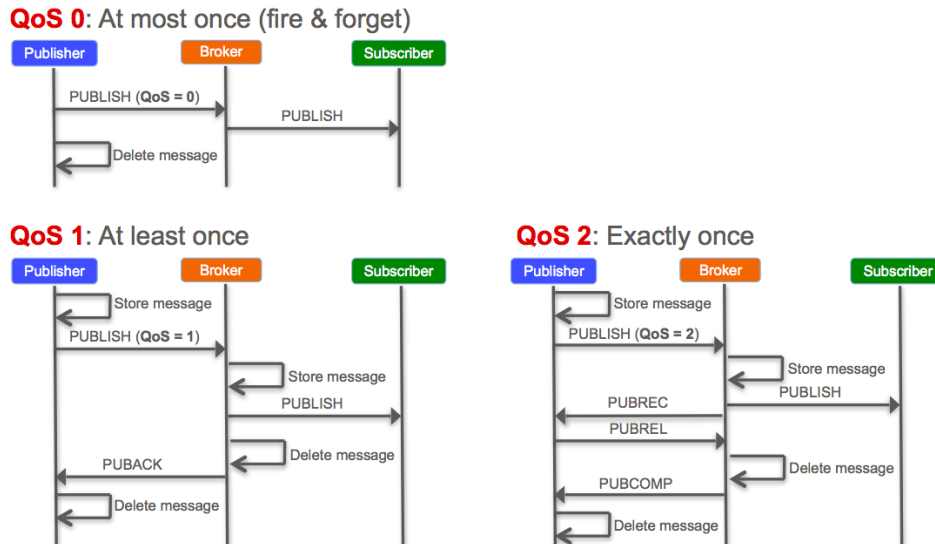 QoS 0: At most once (fire & forget)
Publisher
Broker
Subscriber
PUBLISH (QoS = 0)
PUBLISH
Delete message
QoS 1: At least once
Publisher
Broker
Subscriber
Store message
PUBLISH (QoS = 1)
Store message
PUBLISH
Delete message
PUBACK
Delete message
QoS 2: Exactly once
Publisher
Broker
Subscriber
Store message
PUBLISH (QoS = 2)
Store message
PUBLISH
PUBREC
PUBREL
Delete message
PUBCOMP
Delete message